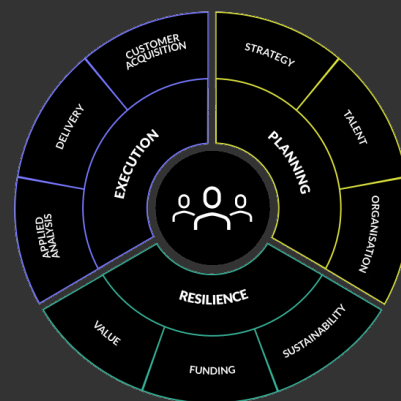 CUSTOMER
ACQUISITION
STRATEGY
DELIVERY
TALENT
EXECUTION
PLANNING
APPLIED
ANALYSIS
ORGANISATION
RESILIENCE
VALUE
FUNDING
SUSTAINABILITY